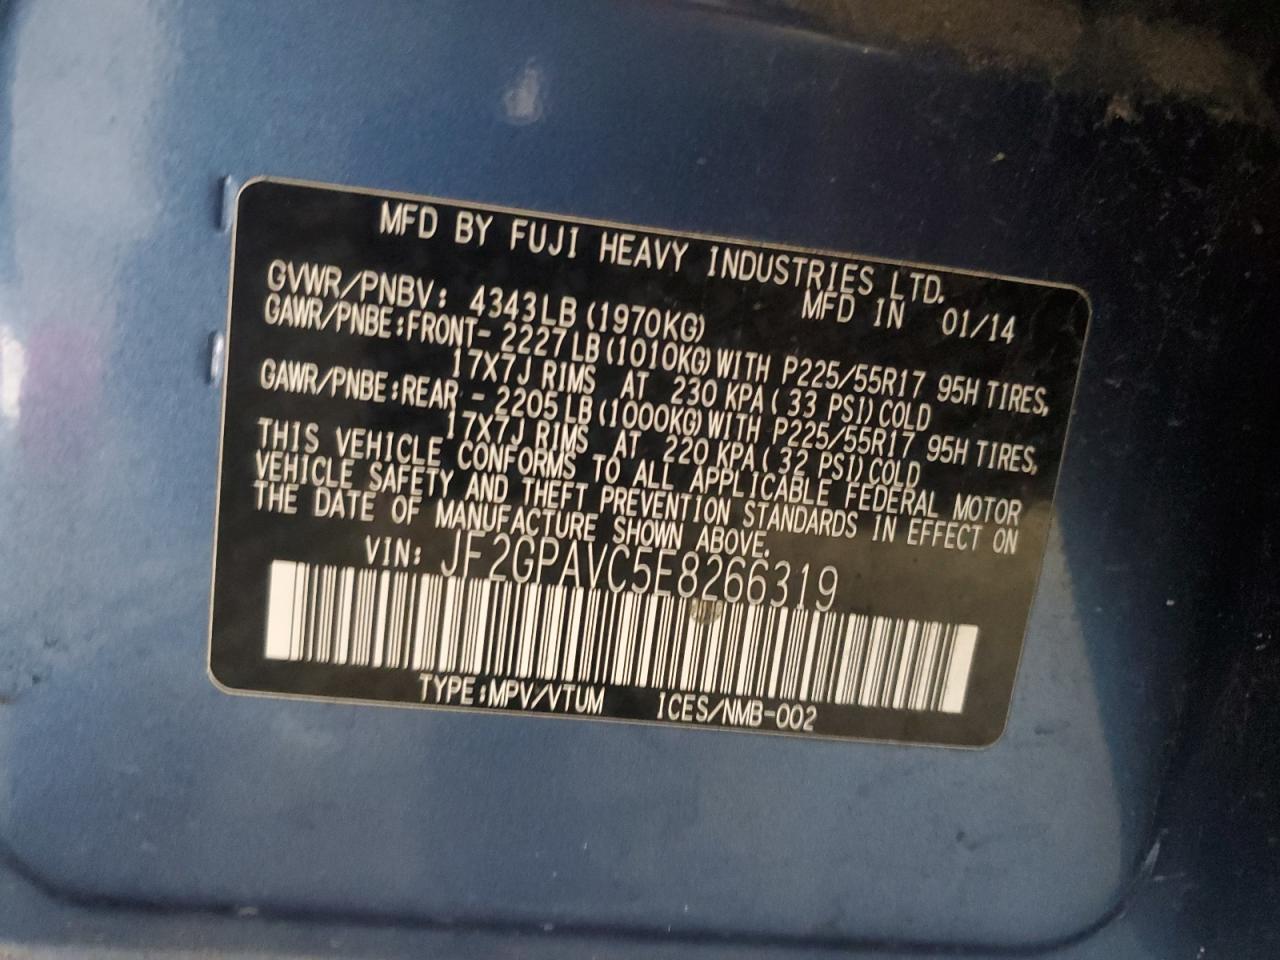 MFD BY FUJI HEAVY INDUSTRIES LTD.
MFD IN 01/14
GVWR/PNBV: 4343LB (1970KG)
GAWR/PNBE:FRONT- 2227LB(1010KG)WITH P225/55R17 95H TIRES,
17X7J RIMS AT 230 KPA( 33 PSI)COLD
GAWR/PNBE:REAR - 2205LB(1000KG)WITH P225/55R17 95H TIRES,
17X7J RIMS AT 220 KPA( 32 PSI)COLD
THIS VEHICLE CONFORMS TO ALL APPLICABLE FEDERAL MOTOR
VEHICLE SAFETY AND THEFT PREVENTION STANDARDS IN EFFECT ON
THE DATE OF MANUFACTURE SHOWN ABOVE.
VIN: JF2GPAVC5E8266319
TYPE:MPV/VTUM ICES/NMB-002